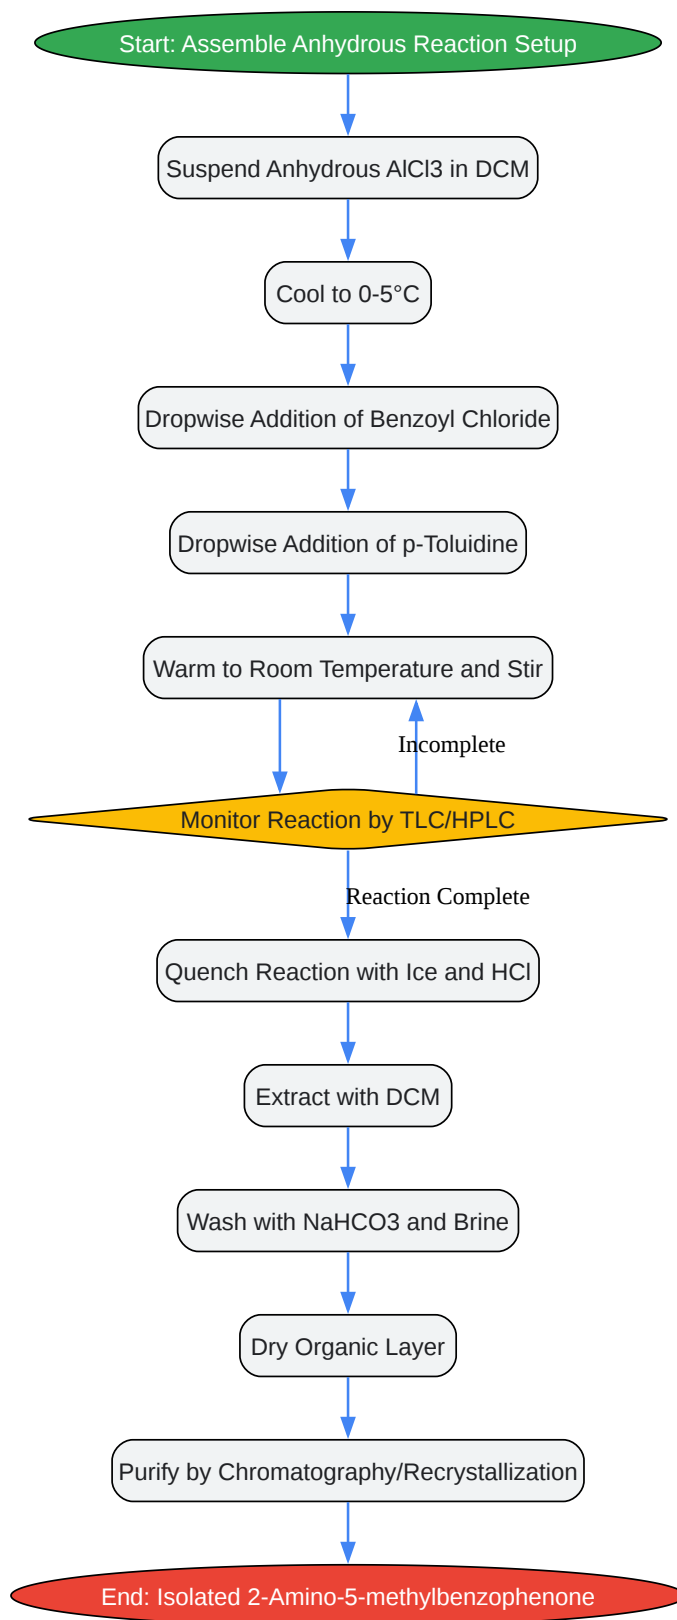 Start: Assemble Anhydrous Reaction Setup
Suspend Anhydrous AlCl3 in DCM
Cool to 0-5°C
Dropwise Addition of Benzoyl Chloride
Dropwise Addition of p-Toluidine
Warm to Room Temperature and Stir
Incomplete
Monitor Reaction by TLC/HPLC
Reaction Complete
Quench Reaction with Ice and HCl
Extract with DCM
Wash with NaHCO3 and Brine
Dry Organic Layer
Purify by Chromatography/Recrystallization
End: Isolated 2-Amino-5-methylbenzophenone